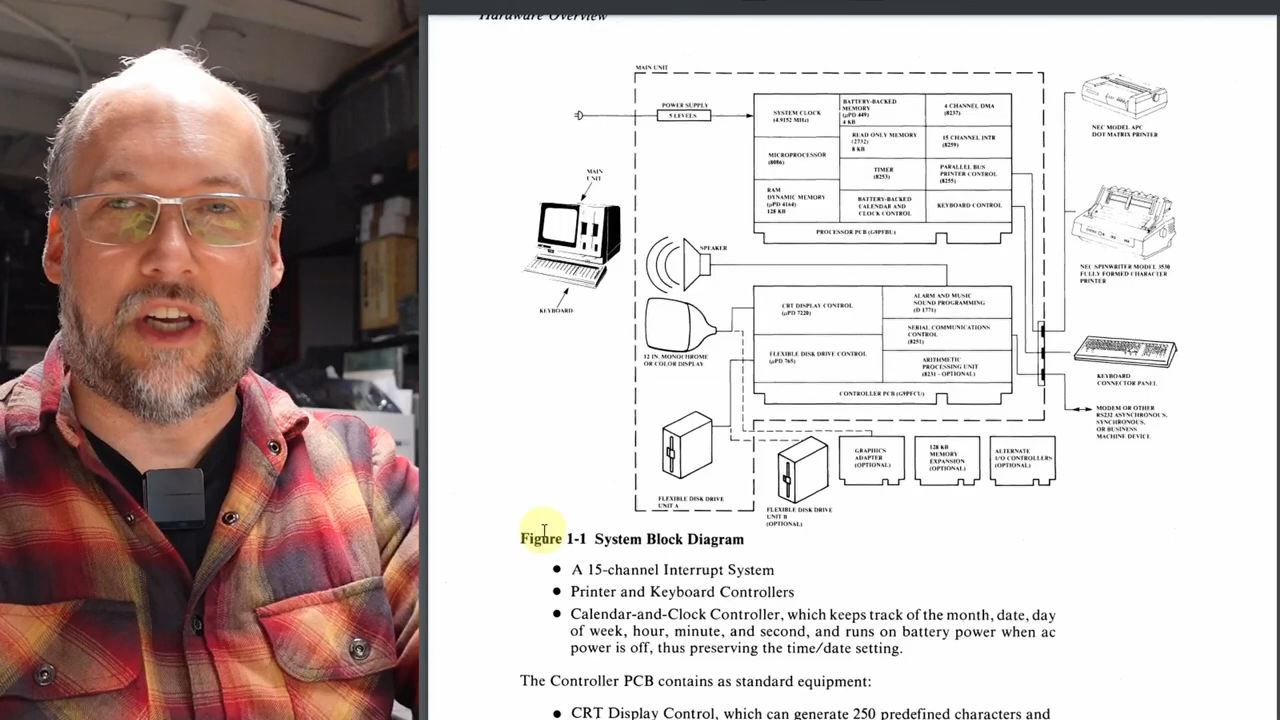 Hardware Overview
MAIN UNIT
POWER SUPPLY
5 LEVELS
SYSTEM CLOCK
(4.9152 MHz)
BATTERY-BACKED
MEMORY
(μPD 449)
4 KB
4 CHANNEL DMA
(8237)
MICROPROCESSOR
(8086)
READ ONLY MEMORY
(2732)
8 KB
15 CHANNEL INTR
(8259)
RAM
DYNAMIC MEMORY
(μPD 4164)
128 KB
TIMER
(8253)
PARALLEL BUS
PRINTER CONTROL
(8255)
BATTERY-BACKED
CALENDAR AND
CLOCK CONTROL
KEYBOARD CONTROL
PROCESSOR PCB (G9PFBU)
NEC MODEL APC
DOT MATRIX PRINTER
MAIN
UNIT
KEYBOARD
SPEAKER
NEC SPINWRITER MODEL 3530
FULLY FORMED CHARACTER
PRINTER
12 IN. MONOCHROME
OR COLOR DISPLAY
CRT DISPLAY CONTROL
(μPD 7220)
ALARM AND MUSIC
SOUND PROGRAMMING
(D 1771)
SERIAL COMMUNICATIONS
CONTROL
(8251)
FLEXIBLE DISK DRIVE CONTROL
(μPD 765)
ARITHMETIC
PROCESSING UNIT
(8231 - OPTIONAL)
CONTROLLER PCB (G9PFCU)
KEYBOARD
CONNECTOR PANEL
MODEM OR OTHER
RS232 ASYNCHRONOUS,
SYNCHRONOUS,
OR BUSINESS
MACHINE DEVICE
FLEXIBLE DISK DRIVE
UNIT A
FLEXIBLE DISK DRIVE
UNIT B
(OPTIONAL)
GRAPHICS
ADAPTER
(OPTIONAL)
128 KB
MEMORY
EXPANSION
(OPTIONAL)
ALTERNATE
I/O CONTROLLERS
(OPTIONAL)
Figure 1-1 System Block Diagram
● A 15-channel Interrupt System
● Printer and Keyboard Controllers
● Calendar-and-Clock Controller, which keeps track of the month, date, day
of week, hour, minute, and second, and runs on battery power when ac
power is off, thus preserving the time/date setting.
The Controller PCB contains as standard equipment:
● CRT Display Control, which can generate 250 predefined characters and